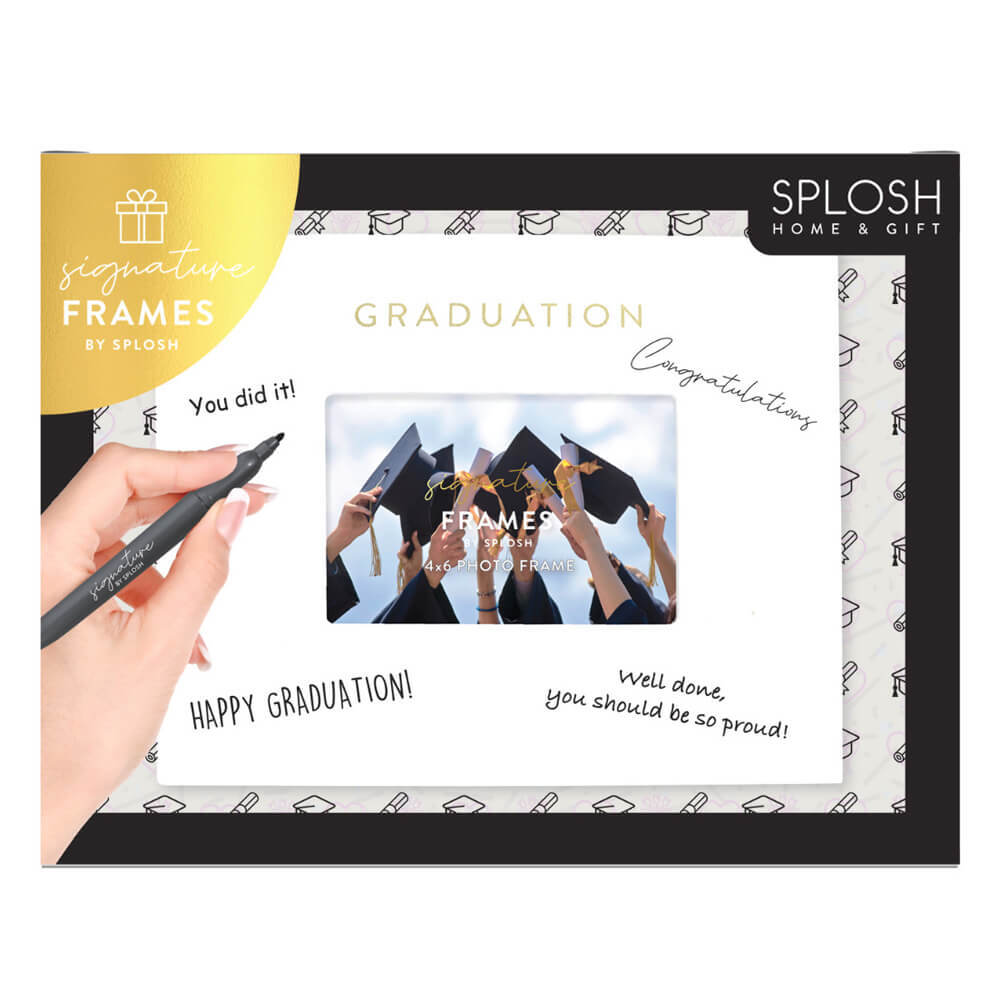 SPLOSH
HOME & GIFT
signature
FRAMES
BY SPLOSH
GRADUATION
Congratulations
You did it!
signature
FRAMES
BY SPLOSH
4x6 PHOTO FRAME
signature
BY SPLOSH
HAPPY GRADUATION!
Well done,
you should be so proud!